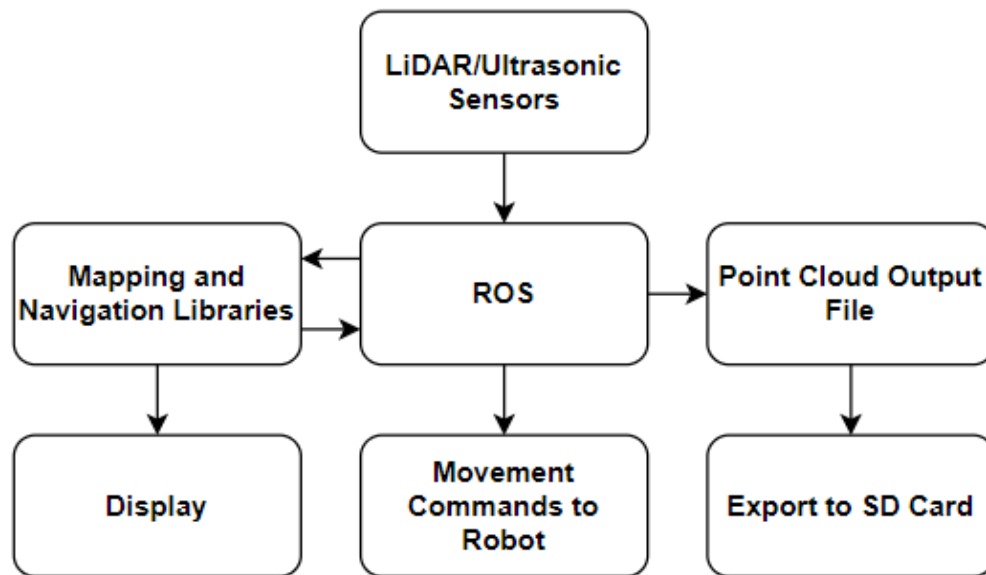 LiDAR/Ultrasonic
Sensors
Mapping and
Navigation Libraries
ROS
Point Cloud Output
File
Display
Movement
Commands to
Robot
Export to SD Card